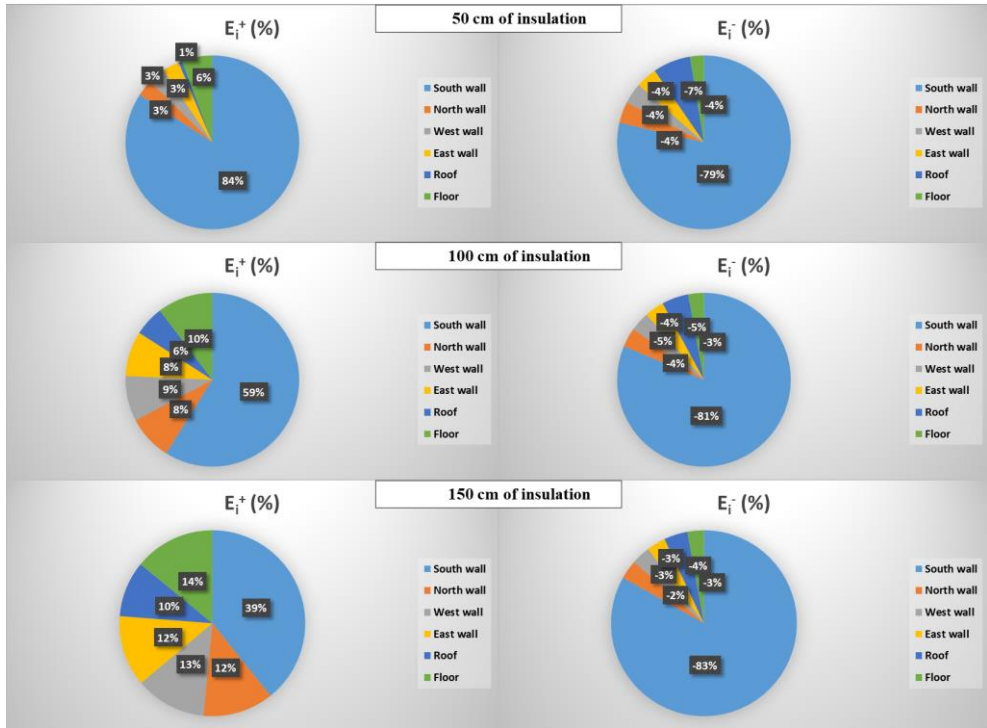 50 cm of insulation
Ei+ (%)
1%
3%
6%
3%
3%
84%
South wall
North wall
West wall
East wall
Roof
Floor
Ei- (%)
-4%
-7%
-4%
-4%
-4%
-79%
South wall
North wall
West wall
East wall
Roof
Floor
100 cm of insulation
Ei+ (%)
10%
6%
8%
9%
8%
59%
South wall
North wall
West wall
East wall
Roof
Floor
Ei- (%)
-4%
-5%
-5%
-3%
-4%
-81%
South wall
North wall
West wall
East wall
Roof
Floor
150 cm of insulation
Ei+ (%)
14%
39%
10%
12%
13%
12%
South wall
North wall
West wall
East wall
Roof
Floor
Ei- (%)
-3%
-4%
-3%
-3%
-2%
-83%
South wall
North wall
West wall
East wall
Roof
Floor